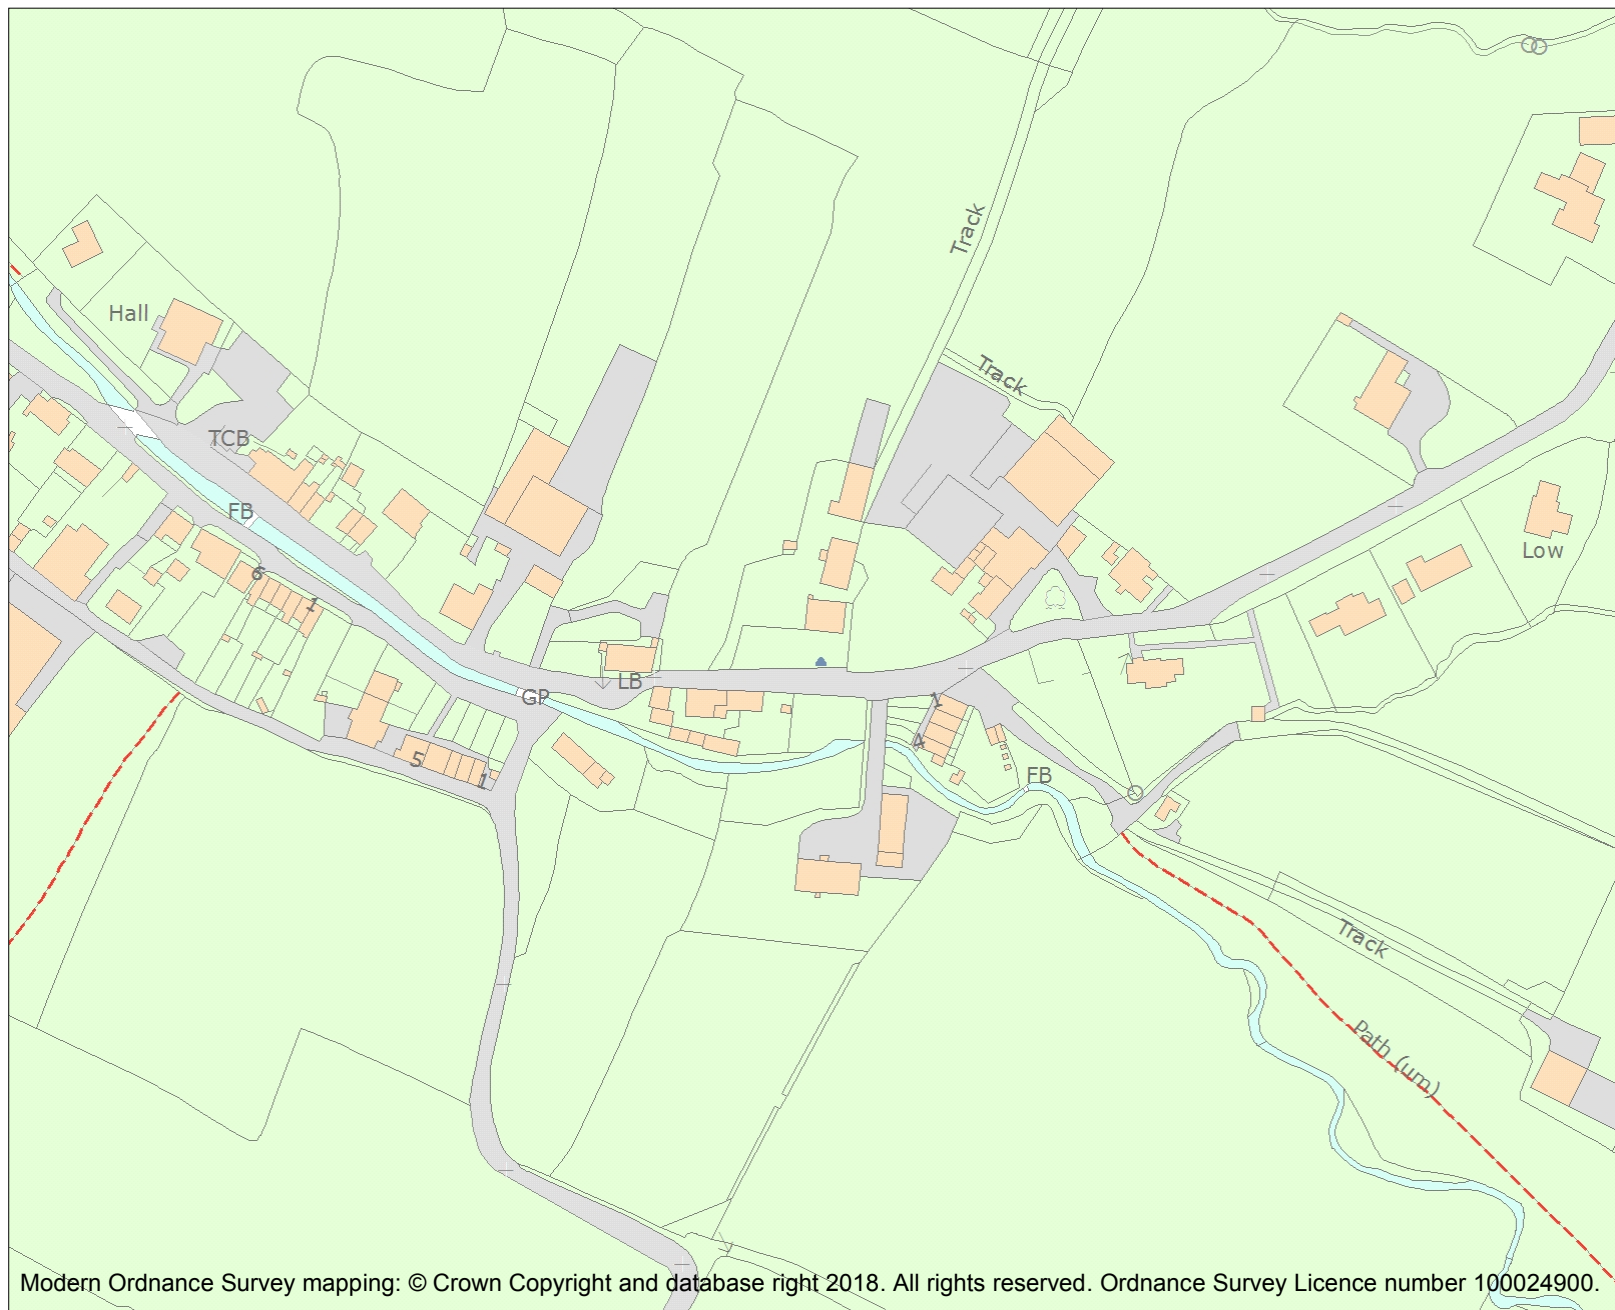 Track
Hall
Track
TCB
FB
Low
6
1
LB
GP
1
4
5
1
FB
Track
Path (um)
Modern Ordnance Survey mapping: © Crown Copyright and database right 2018. All rights reserved. Ordnance Survey Licence number 100024900.